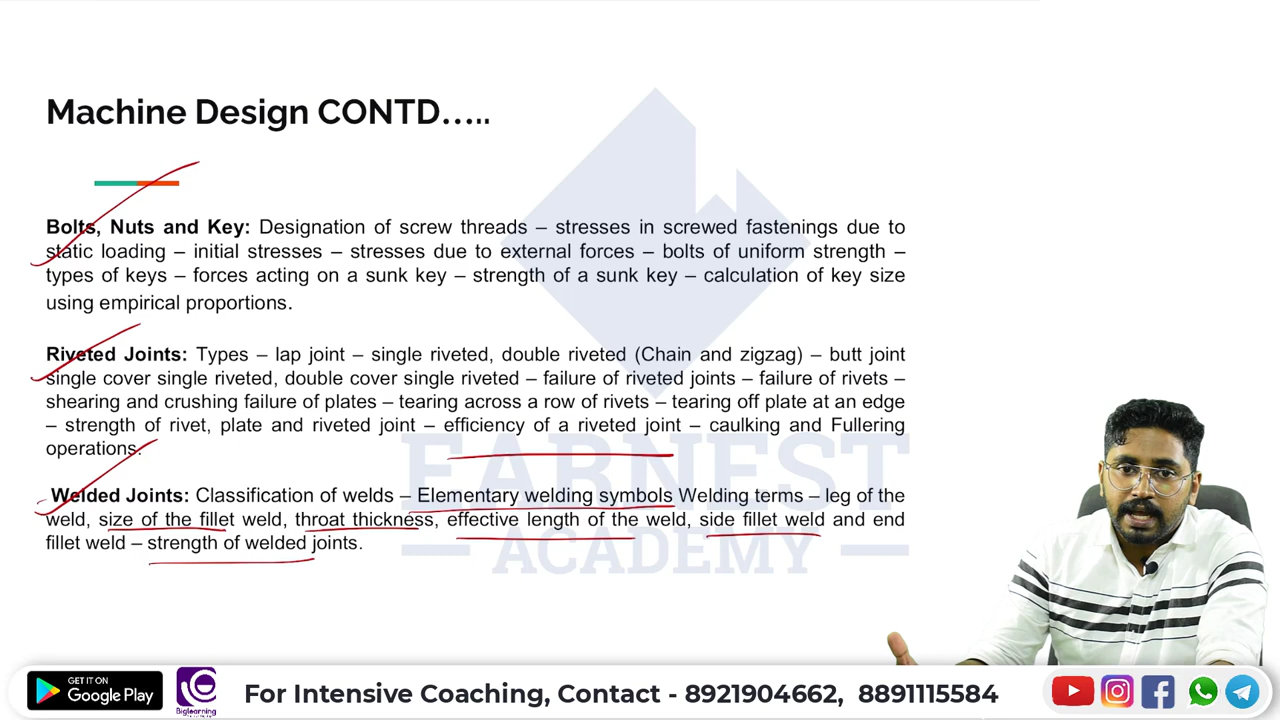 Machine Design CONTD…..
Bolts, Nuts and Key: Designation of screw threads – stresses in screwed fastenings due to
static loading – initial stresses – stresses due to external forces – bolts of uniform strength –
types of keys – forces acting on a sunk key – strength of a sunk key – calculation of key size
using empirical proportions.
Riveted Joints: Types – lap joint – single riveted, double riveted (Chain and zigzag) – butt joint
single cover single riveted, double cover single riveted – failure of riveted joints – failure of rivets –
shearing and crushing failure of plates – tearing across a row of rivets – tearing off plate at an edge
– strength of rivet, plate and riveted joint – efficiency of a riveted joint – caulking and Fullering
operations.
Welded Joints: Classification of welds – Elementary welding symbols Welding terms – leg of the
weld, size of the fillet weld, throat thickness, effective length of the weld, side fillet weld and end
fillet weld – strength of welded joints.
EARNEST
ACADEMY
GET IT ON
Google Play
Biglearning
For Intensive Coaching, Contact - 8921904662, 8891115584